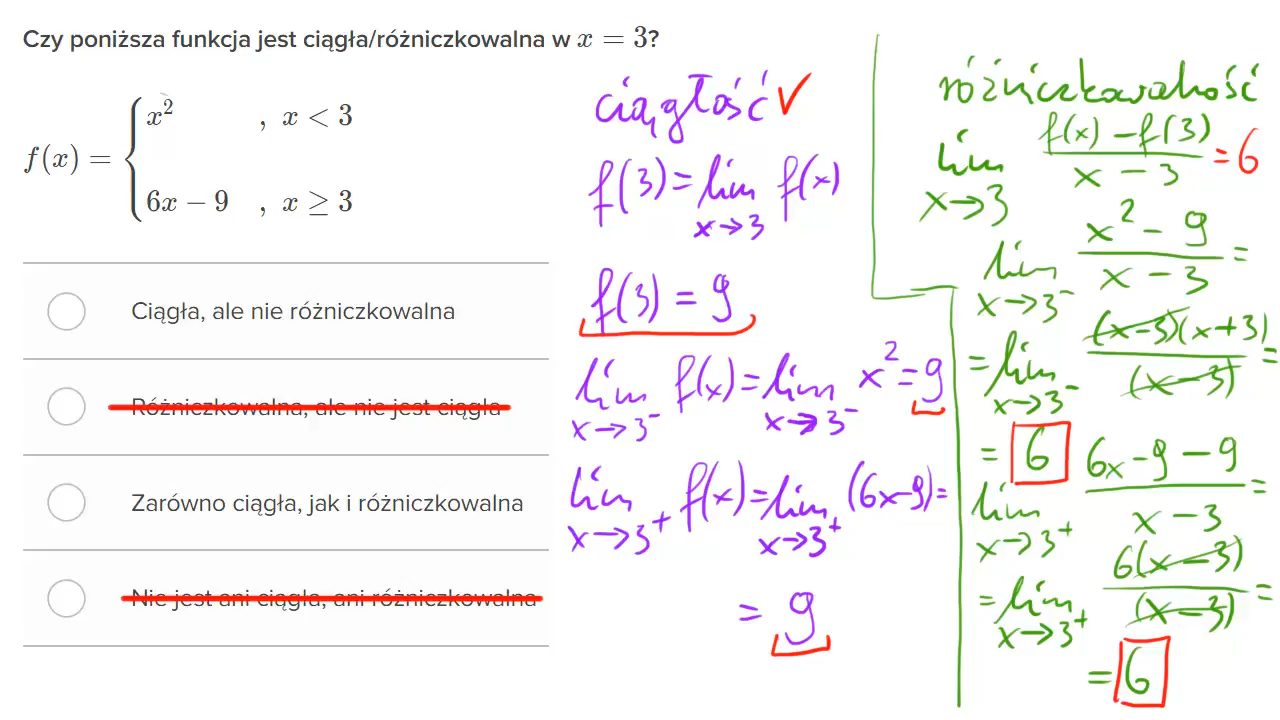 Czy poniższa funkcja jest ciągła/różniczkowalna w x = 3?
f(x) = { x² , x < 3
6x − 9 , x ≥ 3
Ciągła, ale nie różniczkowalna
Różniczkowalna, ale nie jest ciągła
Zarówno ciągła, jak i różniczkowalna
Nie jest ani ciągła, ani różniczkowalna
ciągłość ✓
f(3) = lim f(x)
x→3
f(3) = 9
lim f(x) = lim x² = 9
x→3⁻ x→3⁻
lim f(x) = lim (6x−9) =
x→3⁺ x→3⁺
= 9
różniczkowalność
lim (f(x) − f(3))/(x − 3) = 6
x→3
lim (x² − 9)/(x − 3) =
x→3⁻
= lim ((x−3)(x+3))/((x−3)) =
x→3⁻
= 6
lim (6x − 9 − 9)/(x − 3) =
x→3⁺
= lim (6(x−3))/((x−3)) =
x→3⁺
= 6